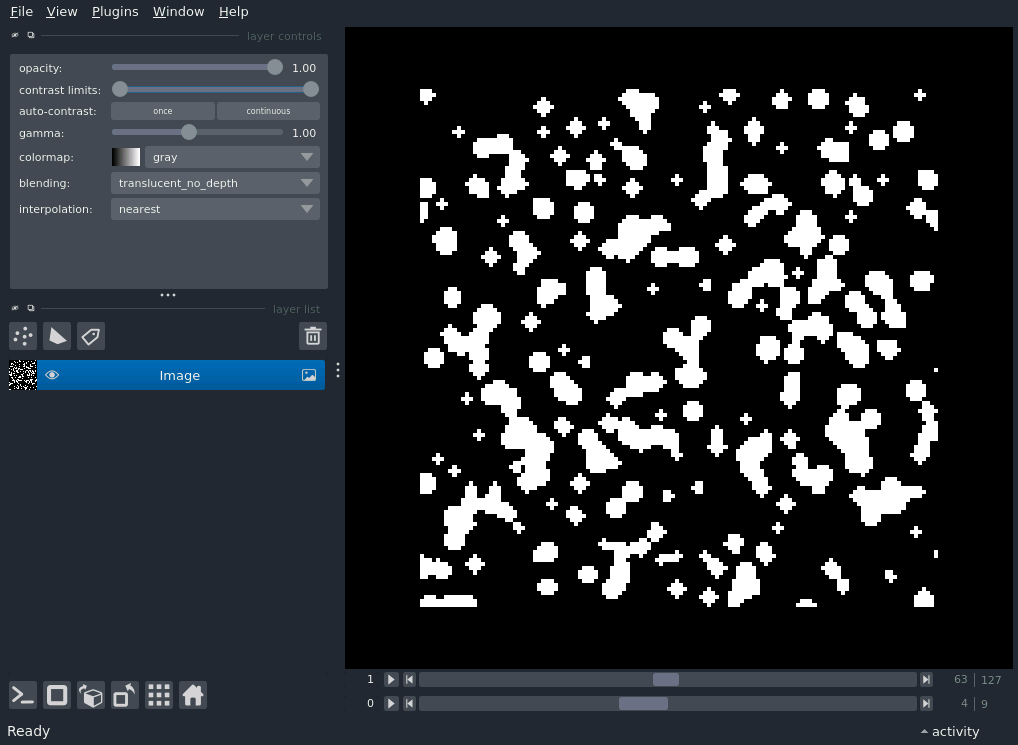 File View Plugins Window Help
layer controls
opacity: 1.00
contrast limits:
auto-contrast: once continuous
gamma: 1.00
colormap: gray
blending: translucent_no_depth
interpolation: nearest
layer list
Image
1 63 127
0 4 9
Ready activity